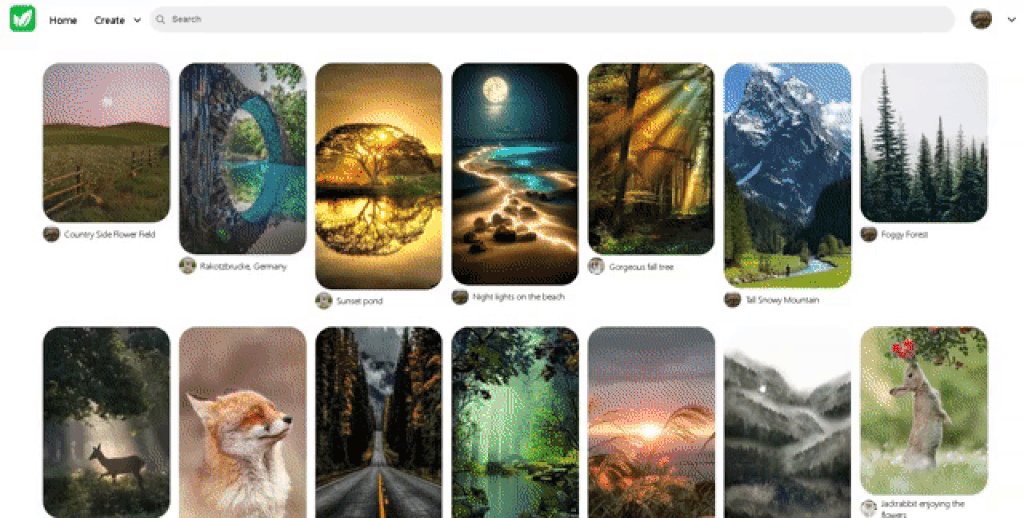 Home
Create
Search
Country Side Flower Field
Rakotzbrucke, Germany
Sunset pond
Night lights on the beach
Gorgeous fall tree
Tall Snowy Mountain
Foggy Forest
Jackrabbit enjoying the
flowers